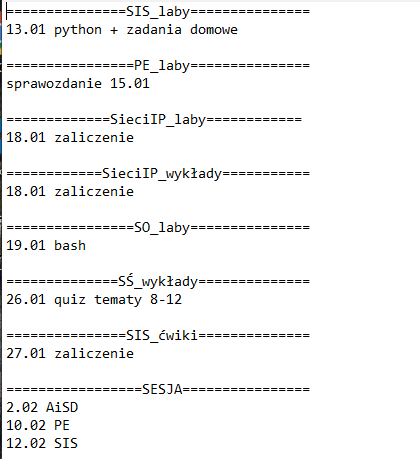 ===============SIS_laby===============
13.01 python + zadania domowe
================PE_laby===============
sprawozdanie 15.01
=============SieciIP_laby============
18.01 zaliczenie
============SieciIP_wykłady===========
18.01 zaliczenie
================SO_laby===============
19.01 bash
==============SŚ_wykłady==============
26.01 quiz tematy 8-12
===============SIS_ćwiki==============
27.01 zaliczenie
=================SESJA================
2.02 AiSD
10.02 PE
12.02 SIS